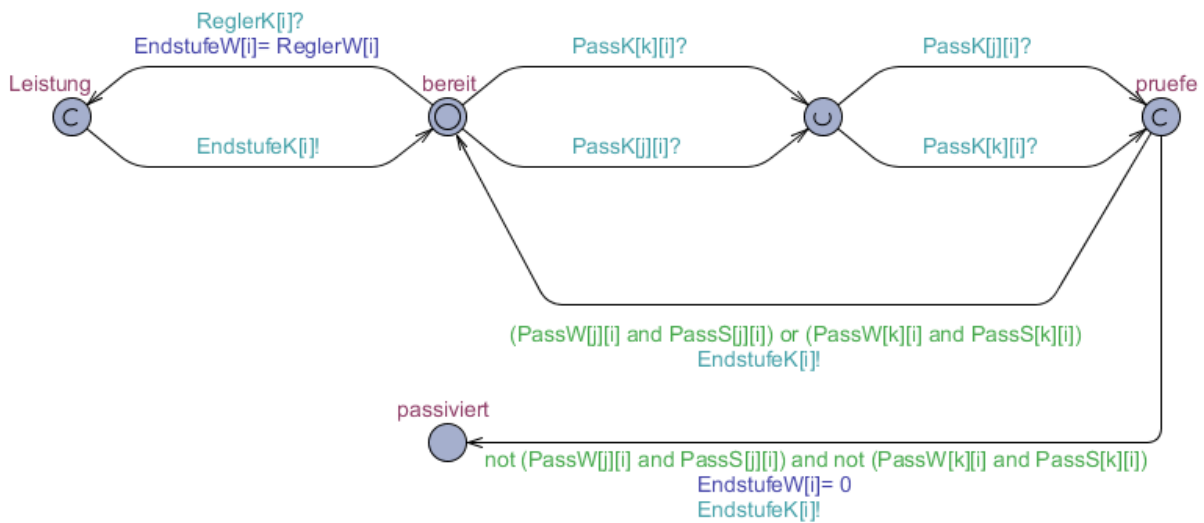 ReglerK[i]?
EndstufeW[i]= ReglerW[i]
PassK[k][i]?
PassK[j][i]?
Leistung
bereit
pruefe
EndstufeK[i]!
PassK[j][i]?
PassK[k][i]?
(PassW[j][i] and PassS[j][i]) or (PassW[k][i] and PassS[k][i])
EndstufeK[i]!
passiviert
not (PassW[j][i] and PassS[j][i]) and not (PassW[k][i] and PassS[k][i])
EndstufeW[i]= 0
EndstufeK[i]!